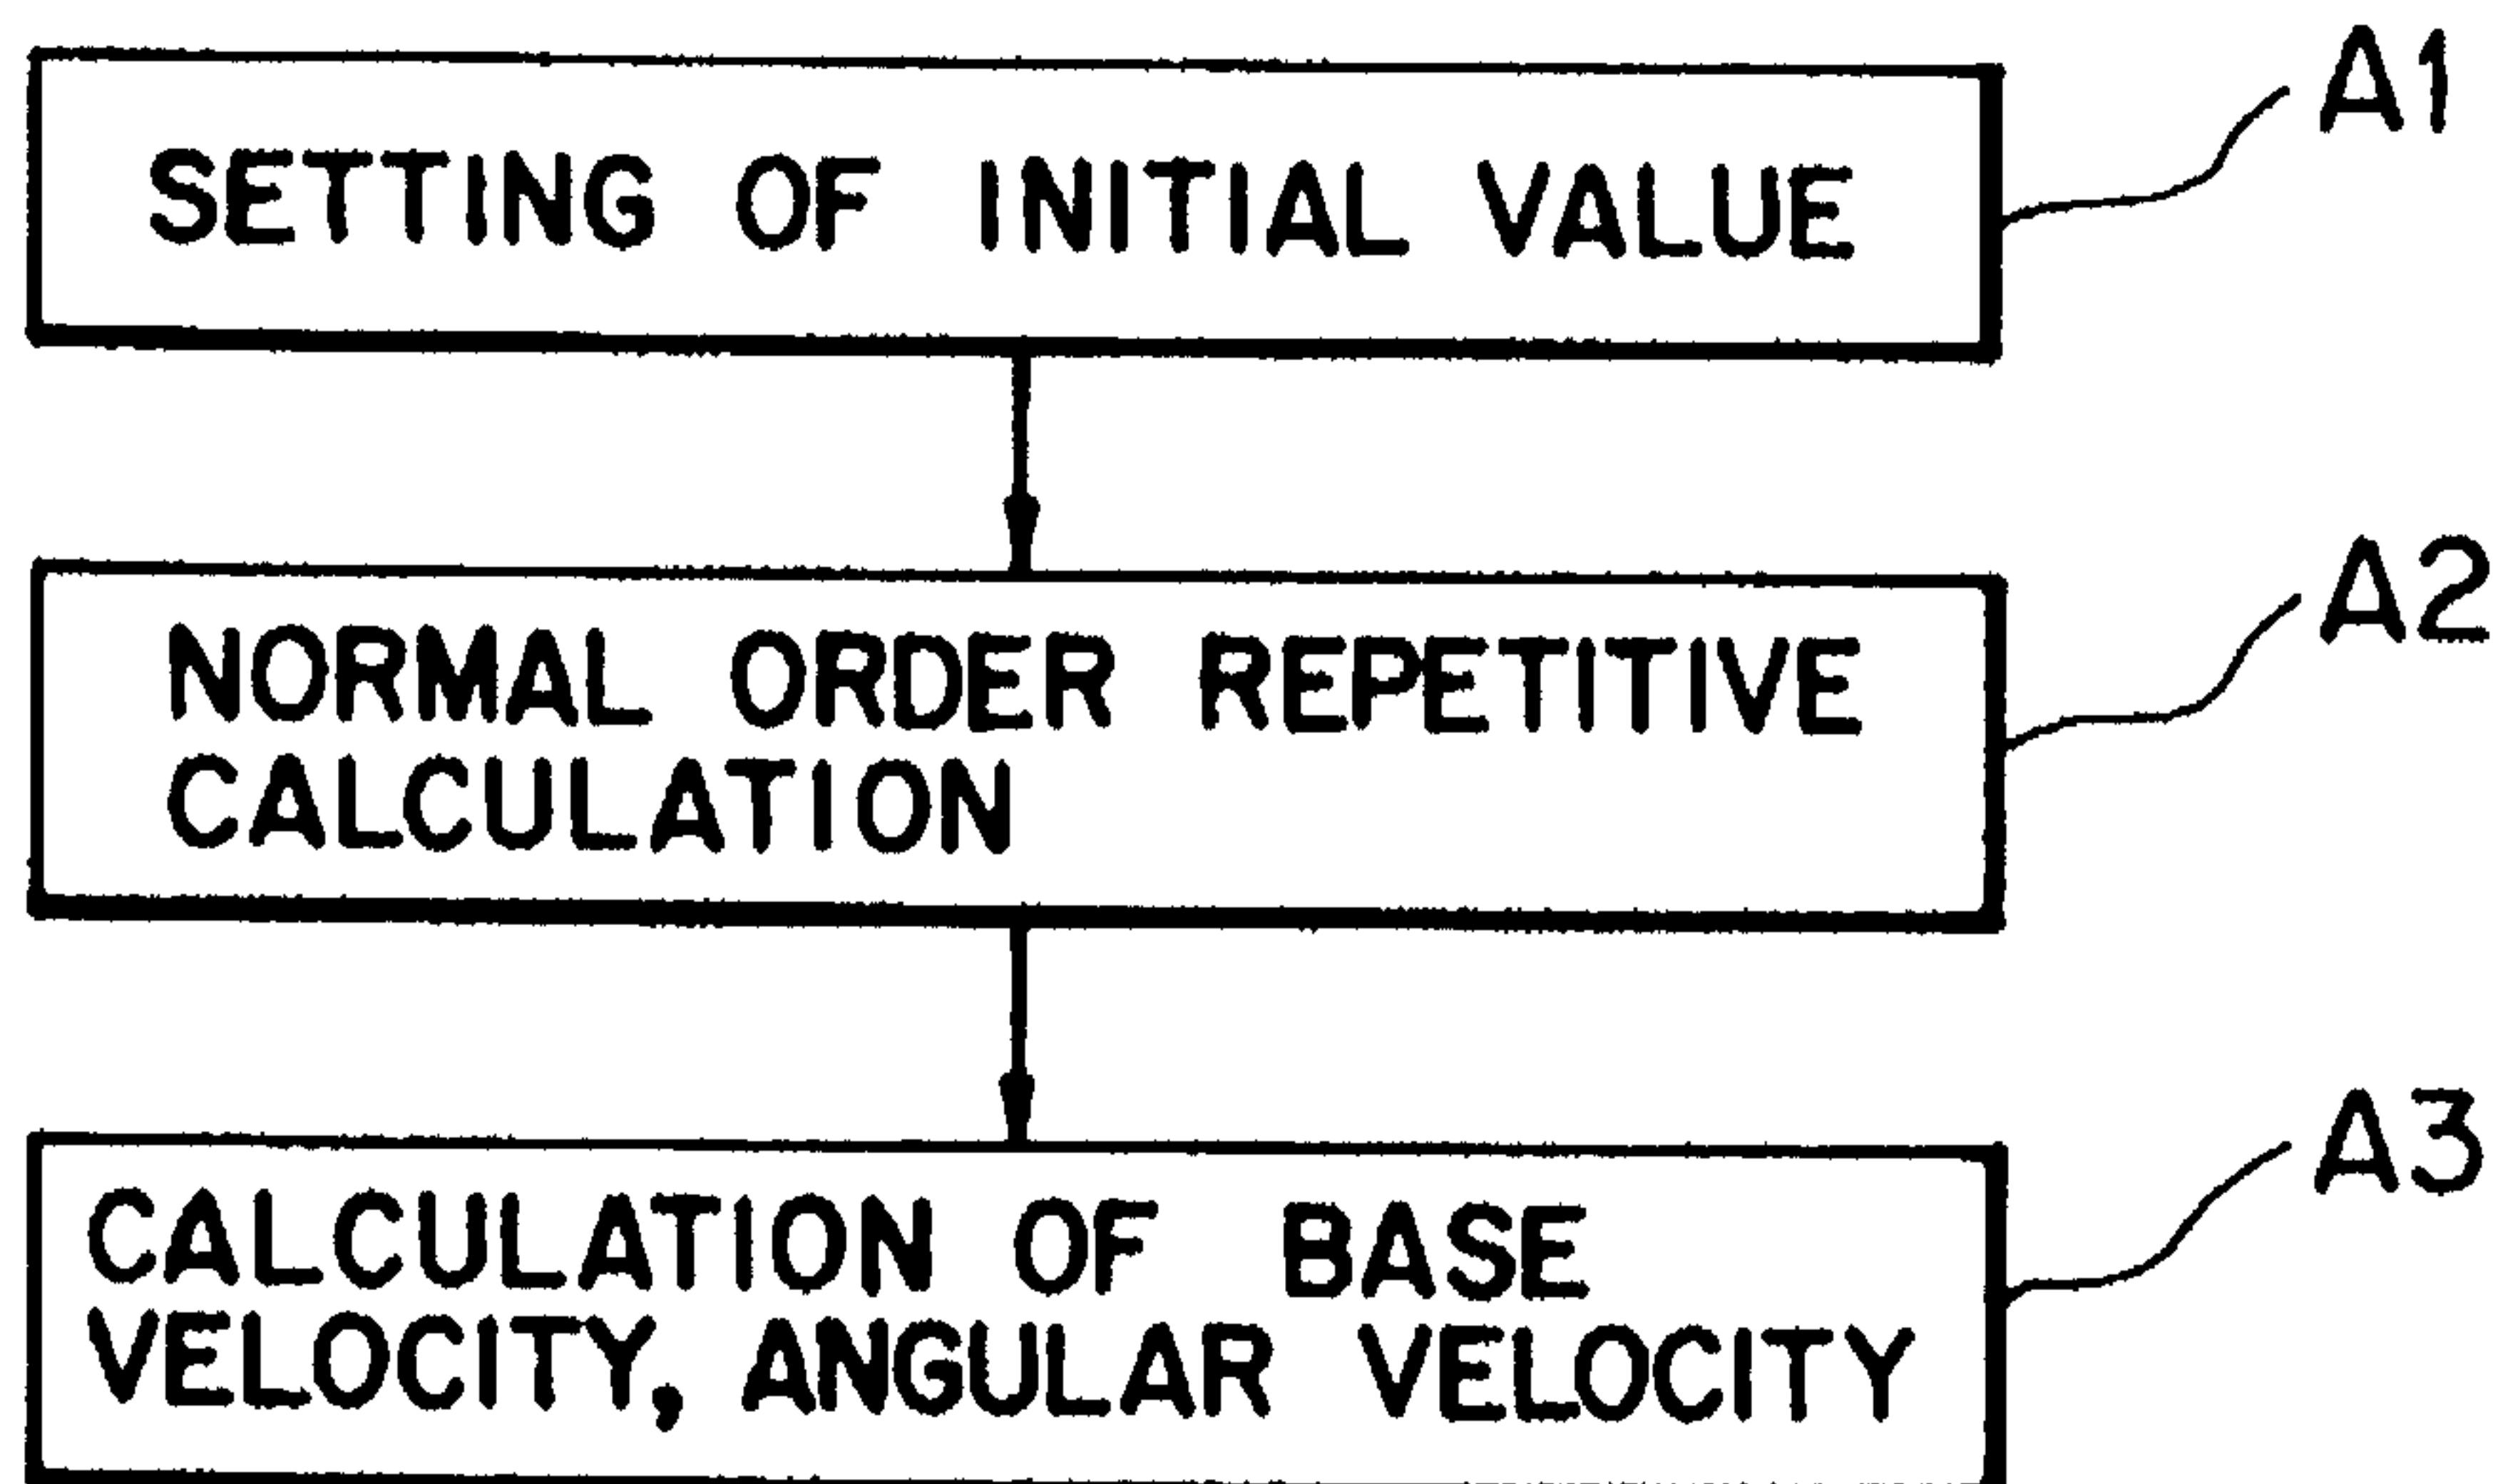 A1
SETTING OF INITIAL VALUE
A2
NORMAL ORDER REPETITIVE
CALCULATION
A3
CALCULATION OF BASE
VELOCITY, ANGULAR VELOCITY